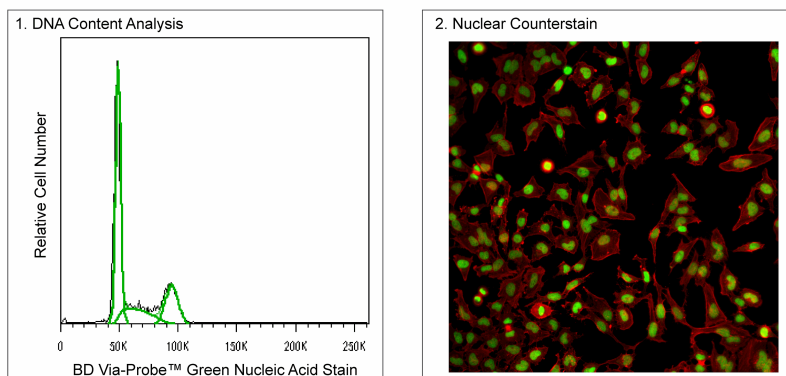 1. DNA Content Analysis
Relative Cell Number
0 50K 100K 150K 200K 250K
BD Via-Probe™ Green Nucleic Acid Stain
2. Nuclear Counterstain